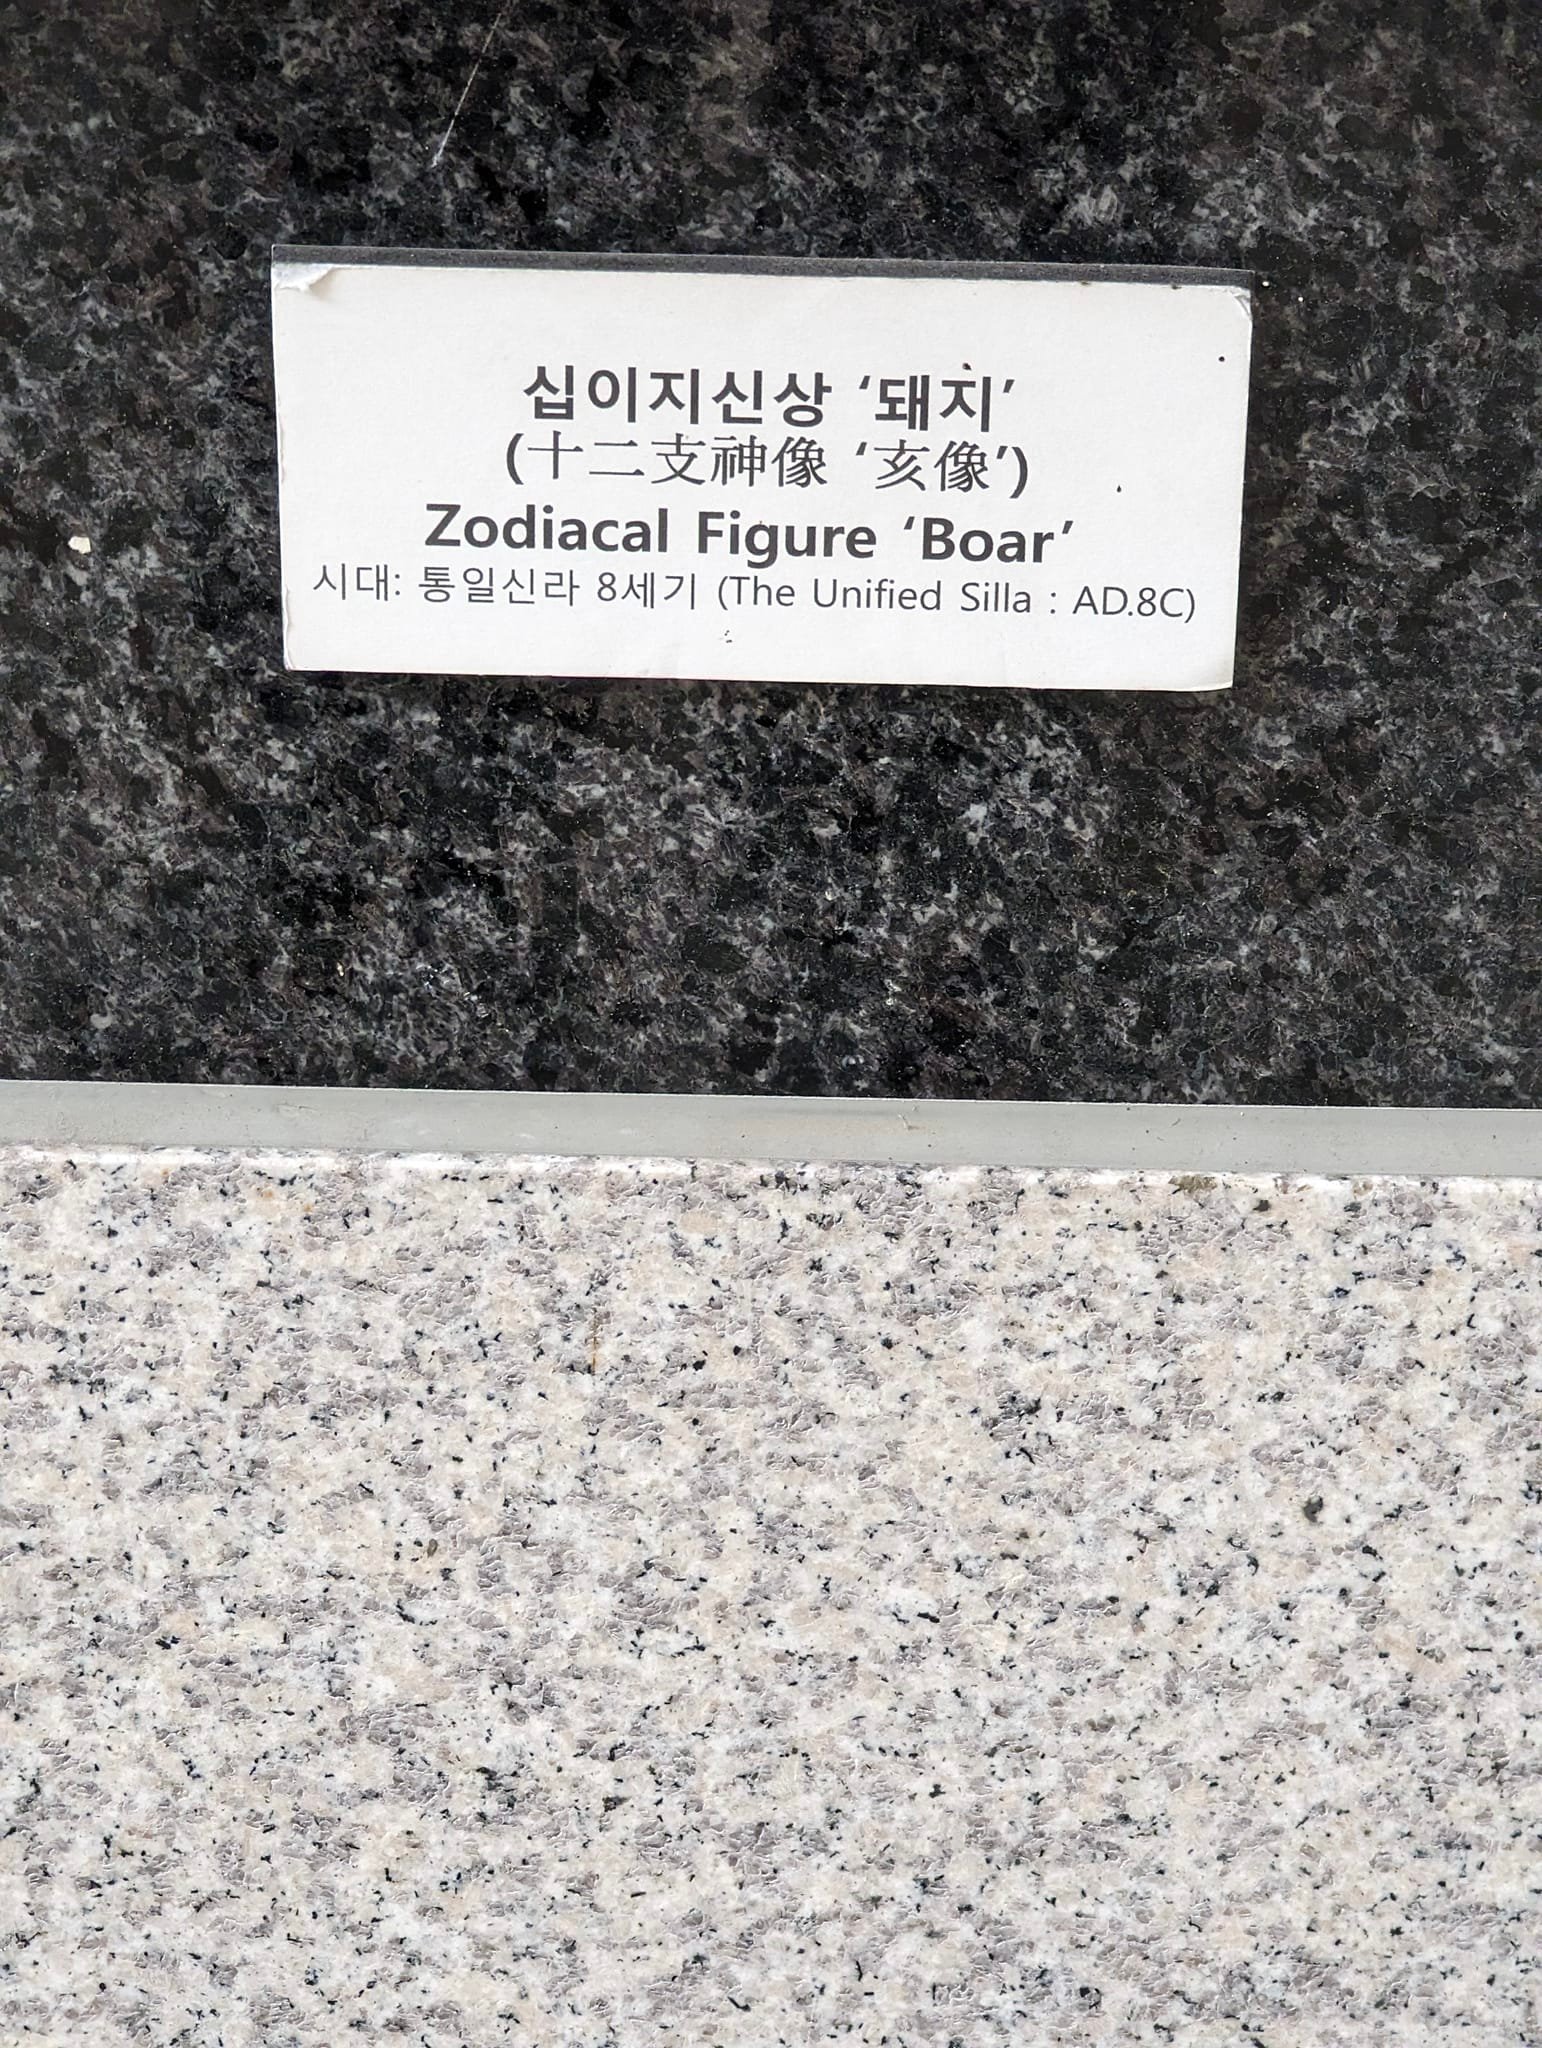 십이지신상 ‘돼지’
(十二支神像 ‘亥像’)
Zodiacal Figure ‘Boar’
시대: 통일신라 8세기 (The Unified Silla : AD.8C)